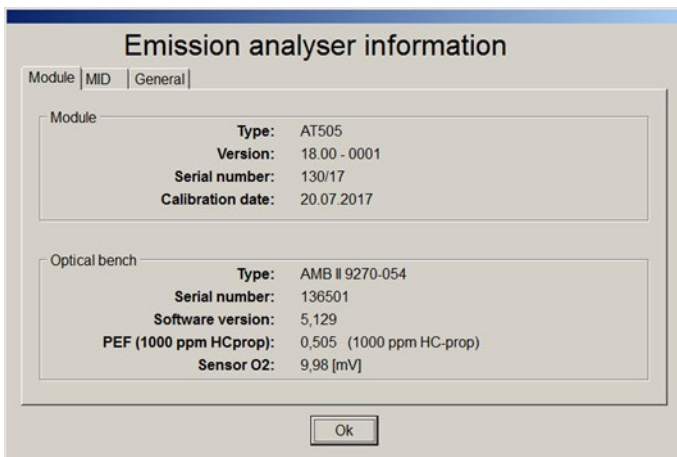 Emission analyser information
Module MID General
Module
Type: AT505
Version: 18.00 - 0001
Serial number: 130/17
Calibration date: 20.07.2017
Optical bench
Type: AMB II 9270-054
Serial number: 136501
Software version: 5,129
PEF (1000 ppm HCprop): 0,505 (1000 ppm HC-prop)
Sensor O2: 9,98 [mV]
Ok